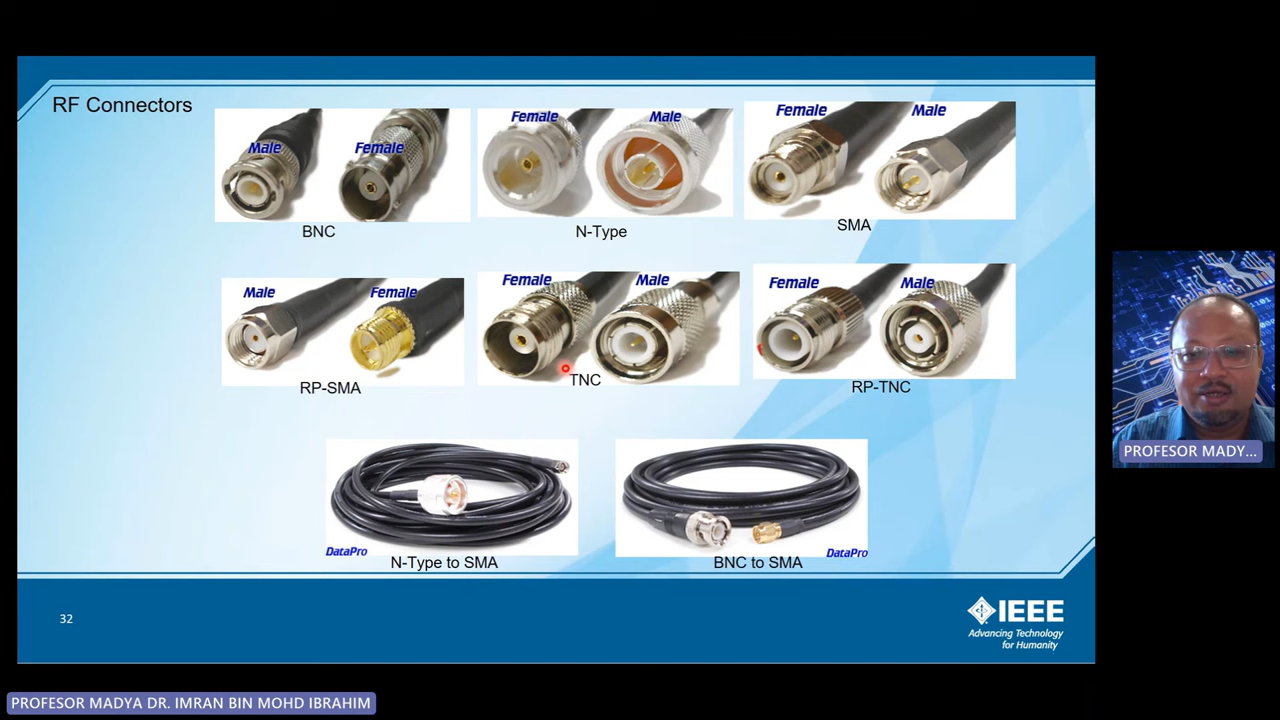 RF Connectors
Male
Female
BNC
Female
Male
N-Type
Female
Male
SMA
Male
Female
RP-SMA
Female
Male
TNC
Female
Male
RP-TNC
DataPro
N-Type to SMA
DataPro
BNC to SMA
32
IEEE
Advancing Technology
for Humanity
PROFESOR MADY...
PROFESOR MADYA DR. IMRAN BIN MOHD IBRAHIM